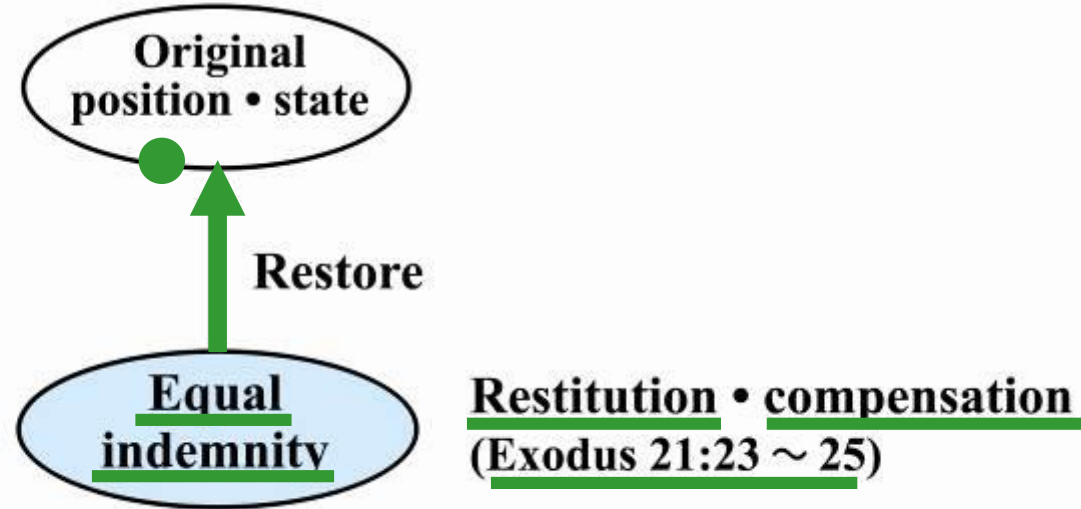 Original
position • state
Restore
Equal
indemnity
Restitution • compensation
(Exodus 21:23 ～ 25)